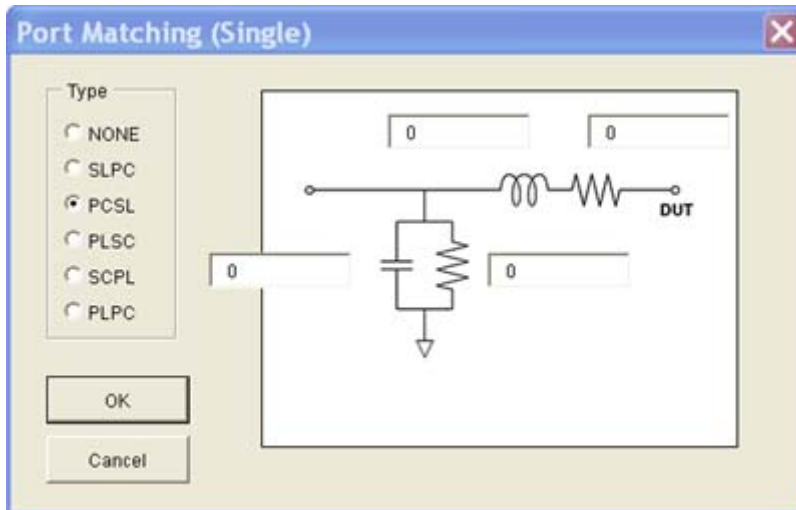 Port Matching (Single)
Type
NONE
SLPC
PCSL
PLSC
SCPL
PLPC
OK
Cancel
0
0
DUT
0
0